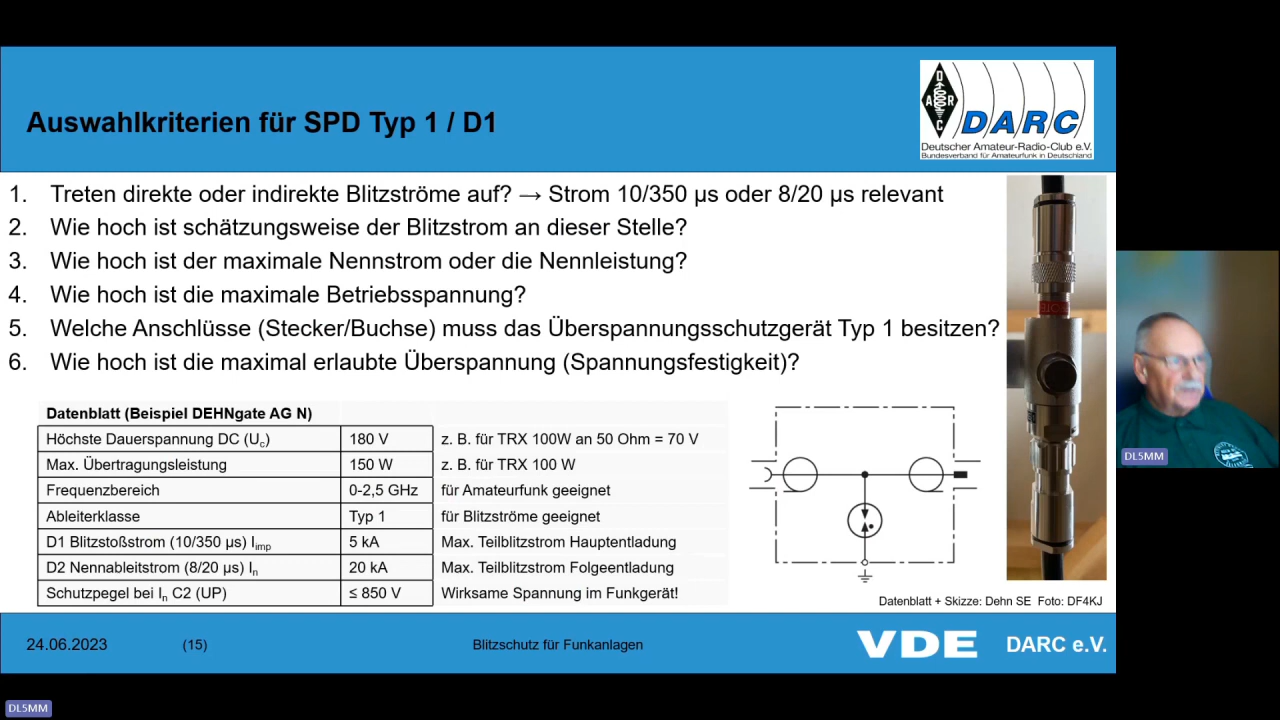 Auswahlkriterien für SPD Typ 1 / D1
D
A R
C
DARC
Deutscher Amateur-Radio-Club e.V.
Bundesverband für Amateurfunk in Deutschland
1. Treten direkte oder indirekte Blitzströme auf? → Strom 10/350 µs oder 8/20 µs relevant
2. Wie hoch ist schätzungsweise der Blitzstrom an dieser Stelle?
3. Wie hoch ist der maximale Nennstrom oder die Nennleistung?
4. Wie hoch ist die maximale Betriebsspannung?
5. Welche Anschlüsse (Stecker/Buchse) muss das Überspannungsschutzgerät Typ 1 besitzen?
6. Wie hoch ist die maximal erlaubte Überspannung (Spannungsfestigkeit)?
Datenblatt (Beispiel DEHNgate AG N)
Höchste Dauerspannung DC (Uc) 180 V z. B. für TRX 100W an 50 Ohm = 70 V
Max. Übertragungsleistung 150 W z. B. für TRX 100 W
Frequenzbereich 0-2,5 GHz für Amateurfunk geeignet
Ableiterklasse Typ 1 für Blitzströme geeignet
D1 Blitzstoßstrom (10/350 µs) Iimp 5 kA Max. Teilblitzstrom Hauptentladung
D2 Nennableitstrom (8/20 µs) In 20 kA Max. Teilblitzstrom Folgeentladung
Schutzpegel bei In C2 (UP) ≤ 850 V Wirksame Spannung im Funkgerät!
Datenblatt + Skizze: Dehn SE Foto: DF4KJ
DL5MM
24.06.2023 (15) Blitzschutz für Funkanlagen VDE DARC e.V.
DL5MM